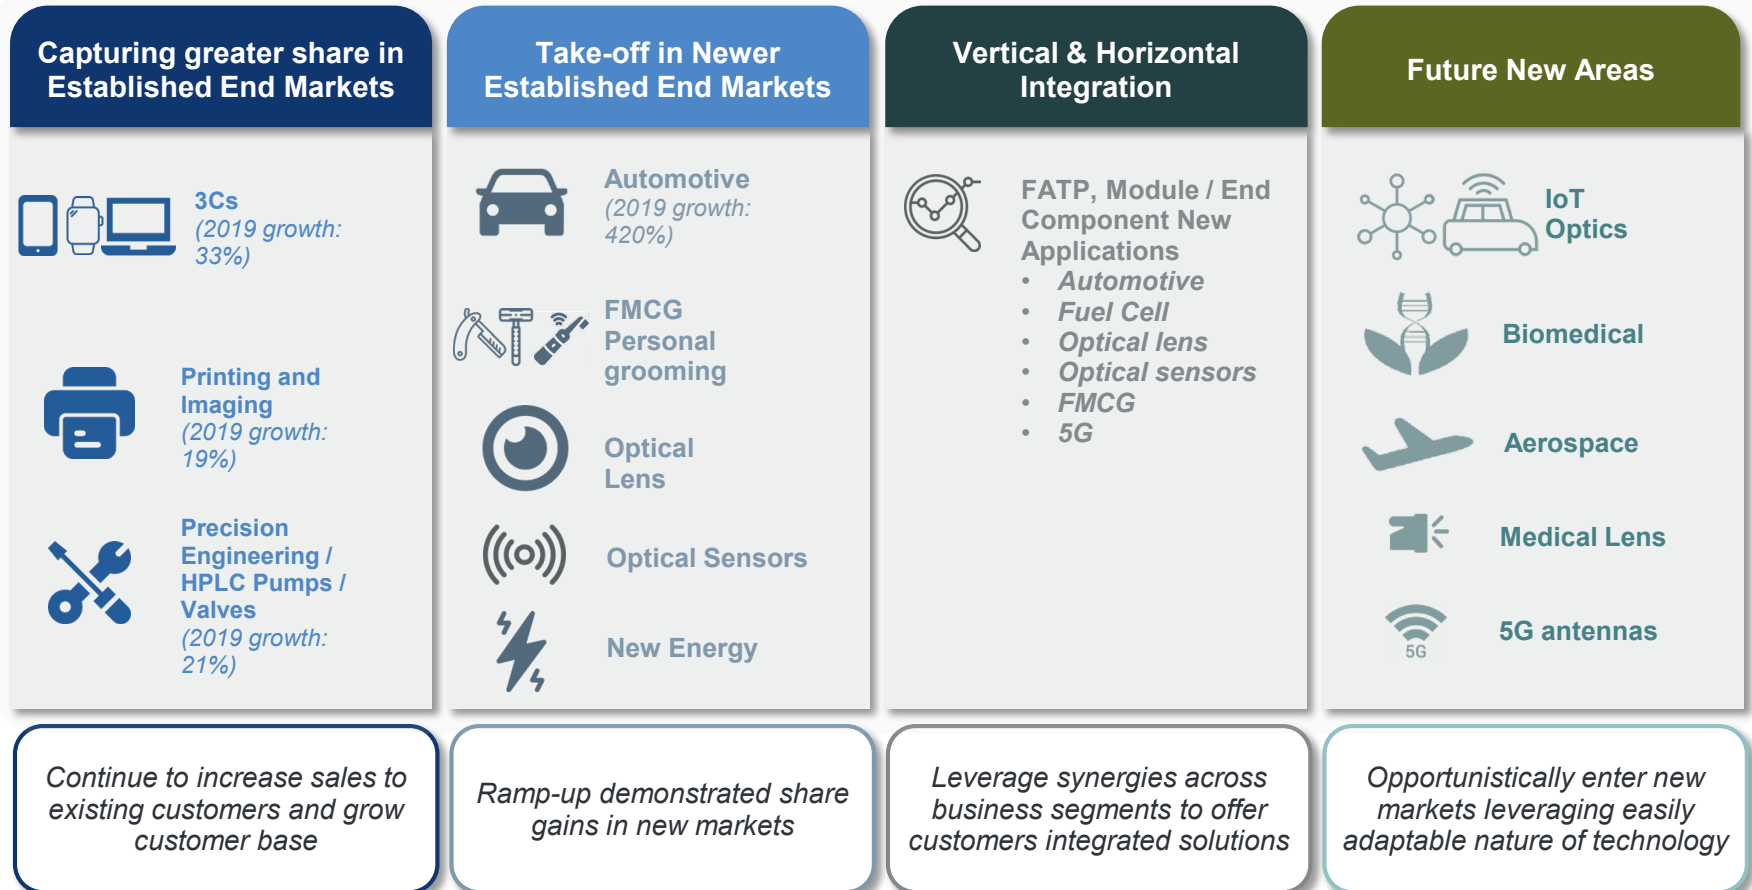 Capturing greater share in
Established End Markets
3Cs
(2019 growth:
33%)
Printing and
Imaging
(2019 growth:
19%)
Precision
Engineering /
HPLC Pumps /
Valves
(2019 growth:
21%)
Continue to increase sales to
existing customers and grow
customer base
Take-off in Newer
Established End Markets
Automotive
(2019 growth:
420%)
FMCG
Personal
grooming
Optical
Lens
Optical Sensors
New Energy
Ramp-up demonstrated share
gains in new markets
Vertical & Horizontal
Integration
FATP, Module / End
Component New
Applications
• Automotive
• Fuel Cell
• Optical lens
• Optical sensors
• FMCG
• 5G
Leverage synergies across
business segments to offer
customers integrated solutions
Future New Areas
IoT
Optics
Biomedical
Aerospace
Medical Lens
5G
5G antennas
Opportunistically enter new
markets leveraging easily
adaptable nature of technology